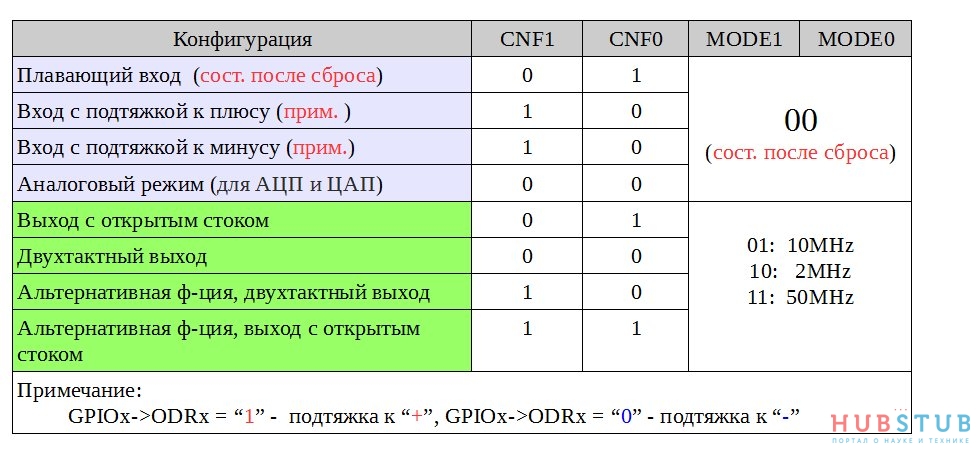 Конфигурация CNF1 CNF0 MODE1 MODE0
Плавающий вход (сост. после сброса) 0 1
Вход с подтяжкой к плюсу (прим. ) 1 0
00
Вход с подтяжкой к минусу (прим.) 1 0
(сост. после сброса)
Аналоговый режим (для АЦП и ЦАП) 0 0
Выход с открытым стоком 0 1
01: 10MHz
Двухтактный выход 0 0
10: 2MHz
Альтернативная ф-ция, двухтактный выход 1 0
11: 50MHz
Альтернативная ф-ция, выход с открытым 1 1
стоком
Примечание:
GPIOx->ODRx = “1” - подтяжка к “+”, GPIOx->ODRx = “0” - подтяжка к “-”
HUBSTUB
ПОРТАЛ О НАУКЕ И ТЕХНИКЕ